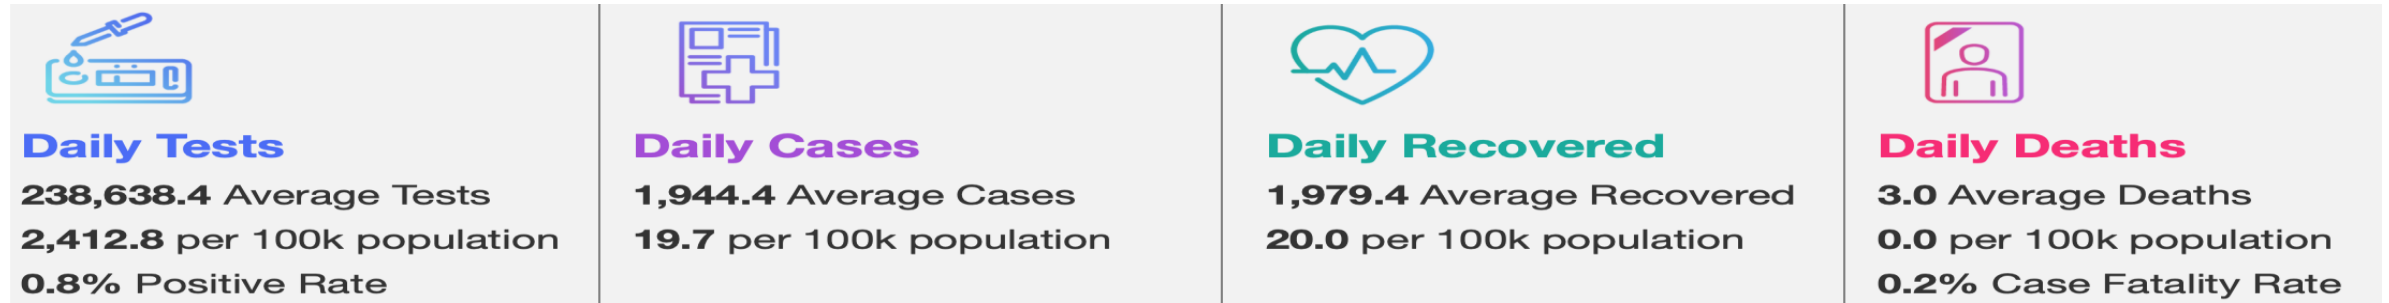 Daily Tests
238,638.4 Average Tests
2,412.8 per 100k population
0.8% Positive Rate
Daily Cases
1,944.4 Average Cases
19.7 per 100k population
Daily Recovered
1,979.4 Average Recovered
20.0 per 100k population
Daily Deaths
3.0 Average Deaths
0.0 per 100k population
0.2% Case Fatality Rate